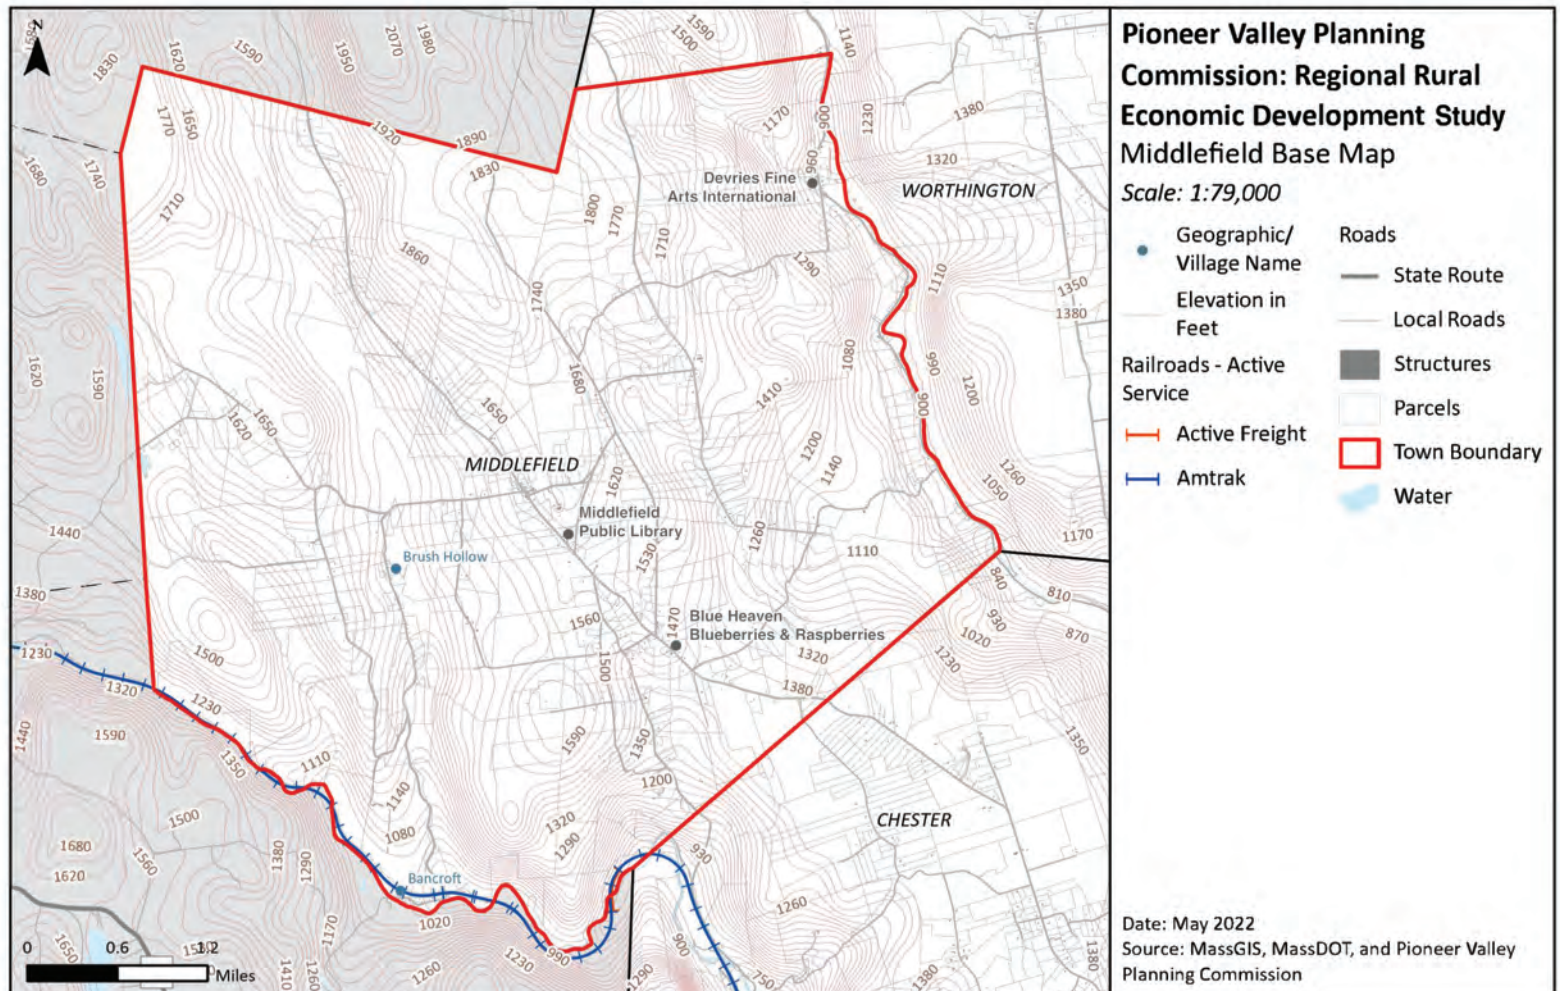 Pioneer Valley Planning
Commission: Regional Rural
Economic Development Study
Middlefield Base Map
Scale: 1:79,000
Geographic/
Village Name
Elevation in
Feet
Railroads - Active
Service
Active Freight
Amtrak
Roads
State Route
Local Roads
Structures
Parcels
Town Boundary
Water
Date: May 2022
Source: MassGIS, MassDOT, and Pioneer Valley
Planning Commission
N
1680
1830
1620
1590
1950
2070
1980
1590
1500
1140
1770
1650
1920
1890
1830
1170
900
1230
1380
1680
1740
1710
960
1320
Devries Fine
Arts International
WORTHINGTON
1800
1770
1710
1860
1290
1110
1740
1350
1380
1620
1590
1680
1080
990
1410
1200
900
1650
1620
1650
MIDDLEFIELD
1200
1140
1620
1260
1050
Middlefield
Public Library
1440
1530
1260
1110
1170
Brush Hollow
1380
840
810
1560
1470
Blue Heaven
Blueberries & Raspberries
930
1020
870
1230
1500
1230
1320
1500
1320
1380
1230
1440
1590
1350
1110
1590
1350
1350
1200
1140
1500
1080
1320
1290
CHESTER
1680
1620
1560
1380
1290
930
Bancroft
1020
1260
1170
1650
1410
1260
1260
1230
990
1290
900
750
1380
1380
0 0.6 1.2
Miles